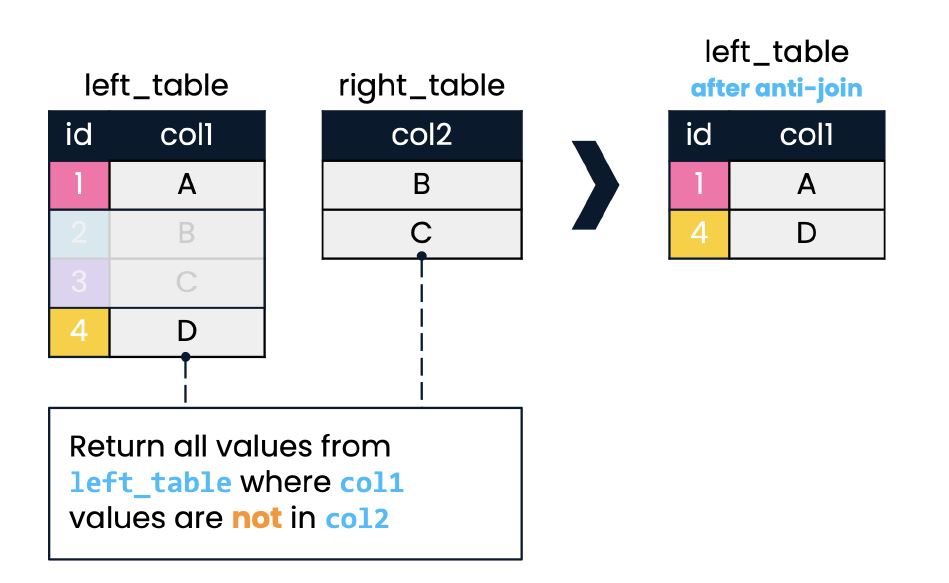 left_table
id col1
1 A
2 B
3 C
4 D
right_table
col2
B
C
left_table
after anti-join
id col1
1 A
4 D
Return all values from
left_table where col1
values are not in col2